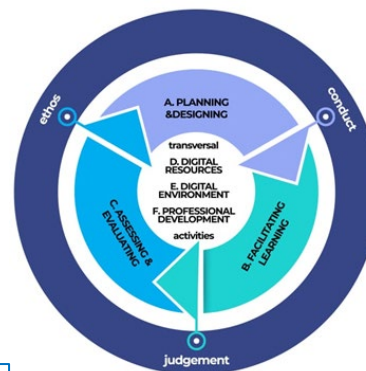 ethos
conduct
A. PLANNING
&DESIGNING
transversal
D. DIGITAL
RESOURCES
E. DIGITAL
ENVIRONMENT
F. PROFESSIONAL
DEVELOPMENT
activities
C. ASSESSING &
EVALUATING
B. FACILITATING
LEARNING
judgement